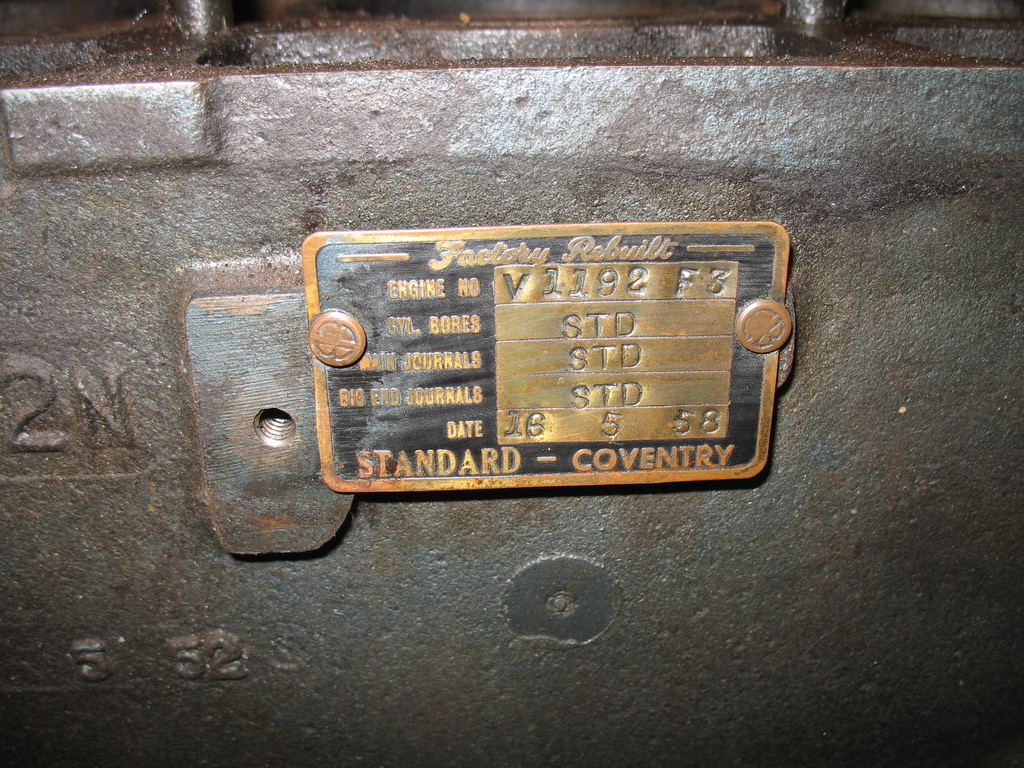 Factory Rebuilt
ENGINE NO V 1192 F3
CYL. BORES STD
MAIN JOURNALS STD
BIG END JOURNALS STD
DATE 16 5 58
STANDARD - COVENTRY
2N
5 52